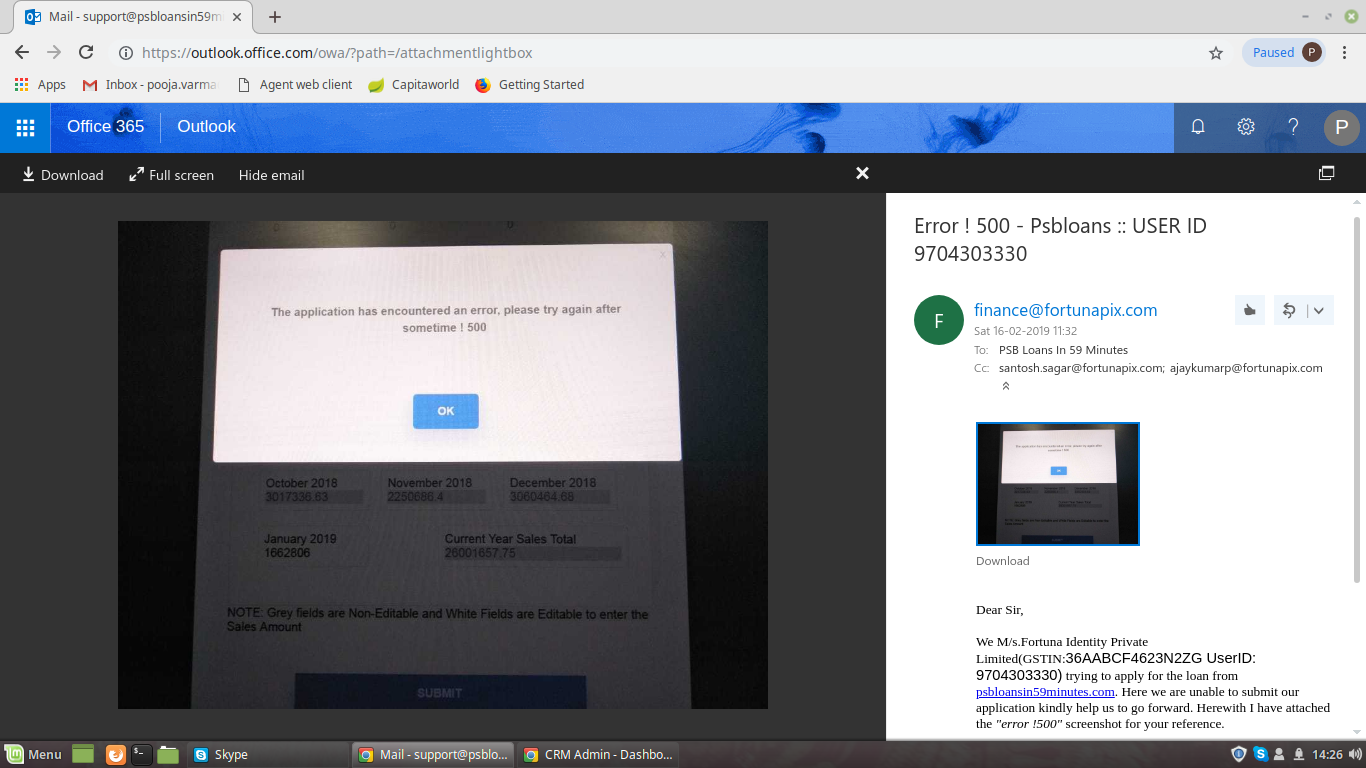 Mail - support@psbloansin59m
https://outlook.office.com/owa/?path=/attachmentlightbox
Paused P
Apps Inbox - pooja.varma Agent web client Capitaworld Getting Started
Office 365 Outlook
P
Download Full screen Hide email
The application has encountered an error, please try again after
sometime ! 500
OK
October 2018 November 2018 December 2018
3017336.63 2250686.4 3060464.68
January 2019 Current Year Sales Total
1662806 26001657.75
NOTE: Grey fields are Non-Editable and White Fields are Editable to enter the
Sales Amount
SUBMIT
Error ! 500 - Psbloans :: USER ID
9704303330
F
finance@fortunapix.com
Sat 16-02-2019 11:32
To: PSB Loans In 59 Minutes
Cc: santosh.sagar@fortunapix.com; ajaykumarp@fortunapix.com
Download
Dear Sir,
We M/s.Fortuna Identity Private
Limited(GSTIN:36AABCF4623N2ZG UserID:
9704303330) trying to apply for the loan from
psbloansin59minutes.com. Here we are unable to submit our
application kindly help us to go forward. Herewith I have attached
the "error !500" screenshot for your reference.
Menu Skype Mail - support@psblo... CRM Admin - Dashbo... 14:26